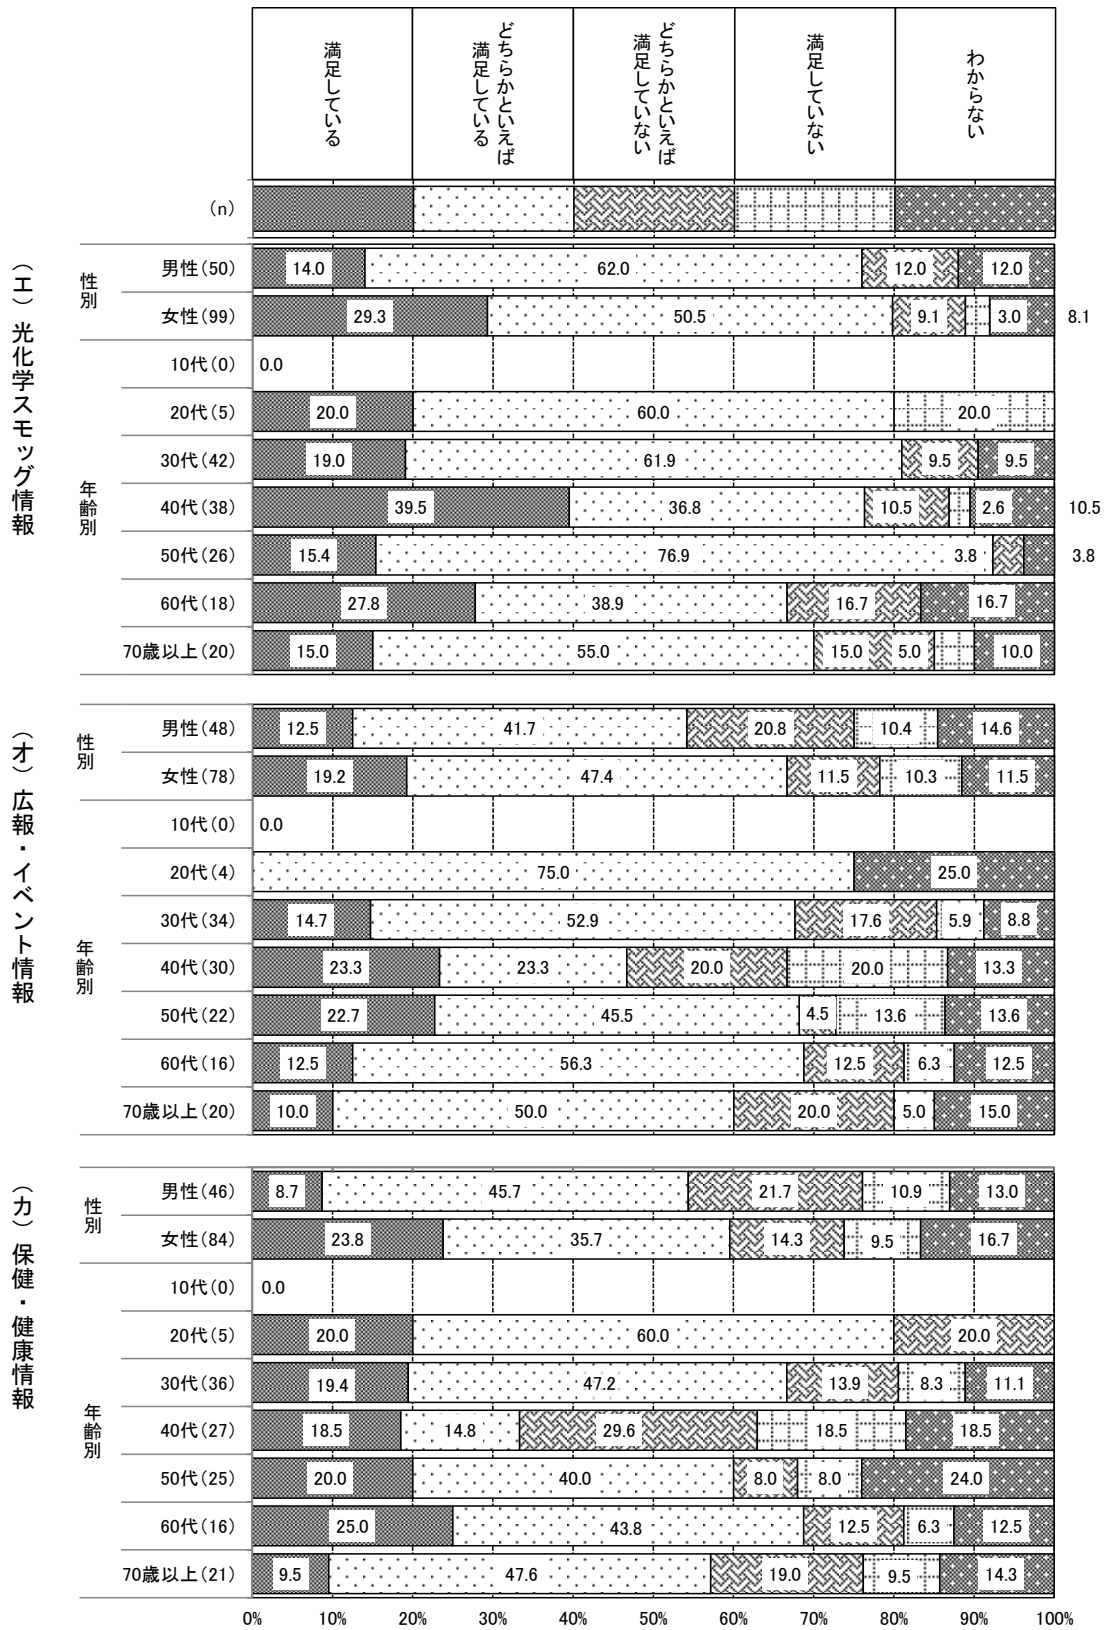 満足している
どちらかといえば
満足している
どちらかといえば
満足していない
満足していない
わからない
(n)
(エ)光化学スモッグ情報
性別
男性(50) 14.0 62.0 12.0 12.0
女性(99) 29.3 50.5 9.1 3.0 8.1
年齢別
10代(0) 0.0
20代(5) 20.0 60.0 20.0
30代(42) 19.0 61.9 9.5 9.5
40代(38) 39.5 36.8 10.5 2.6 10.5
50代(26) 15.4 76.9 3.8 3.8
60代(18) 27.8 38.9 16.7 16.7
70歳以上(20) 15.0 55.0 15.0 5.0 10.0
(オ)広報・イベント情報
性別
男性(48) 12.5 41.7 20.8 10.4 14.6
女性(78) 19.2 47.4 11.5 10.3 11.5
年齢別
10代(0) 0.0
20代(4) 75.0 25.0
30代(34) 14.7 52.9 17.6 5.9 8.8
40代(30) 23.3 23.3 20.0 20.0 13.3
50代(22) 22.7 45.5 4.5 13.6 13.6
60代(16) 12.5 56.3 12.5 6.3 12.5
70歳以上(20) 10.0 50.0 20.0 5.0 15.0
(カ)保健・健康情報
性別
男性(46) 8.7 45.7 21.7 10.9 13.0
女性(84) 23.8 35.7 14.3 9.5 16.7
年齢別
10代(0) 0.0
20代(5) 20.0 60.0 20.0
30代(36) 19.4 47.2 13.9 8.3 11.1
40代(27) 18.5 14.8 29.6 18.5 18.5
50代(25) 20.0 40.0 8.0 8.0 24.0
60代(16) 25.0 43.8 12.5 6.3 12.5
70歳以上(21) 9.5 47.6 19.0 9.5 14.3
0% 10% 20% 30% 40% 50% 60% 70% 80% 90% 100%